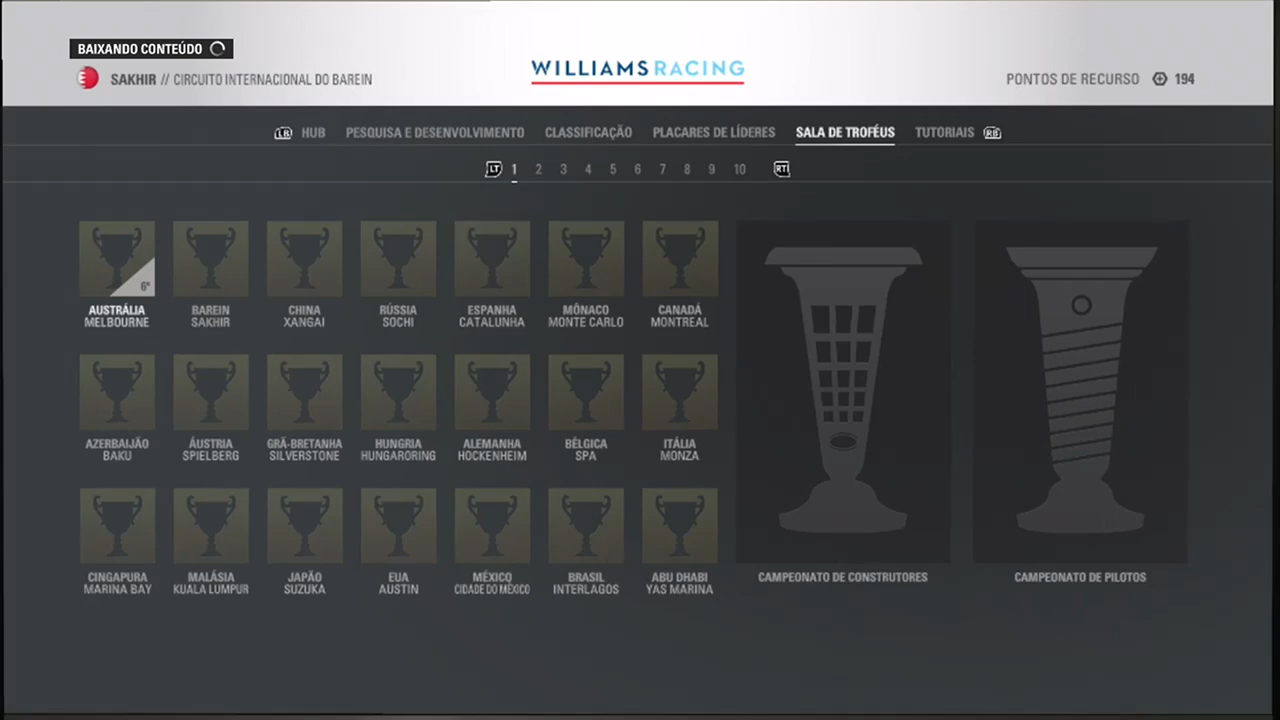 BAIXANDO CONTEÚDO
SAKHIR // CIRCUITO INTERNACIONAL DO BAREIN
WILLIAMS RACING
PONTOS DE RECURSO 194
LB HUB PESQUISA E DESENVOLVIMENTO CLASSIFICAÇÃO PLACARES DE LÍDERES SALA DE TROFÉUS TUTORIAIS RB
LT 1 2 3 4 5 6 7 8 9 10 RT
6º
AUSTRÁLIA
MELBOURNE
BAREIN
SAKHIR
CHINA
XANGAI
RÚSSIA
SOCHI
ESPANHA
CATALUNHA
MÔNACO
MONTE CARLO
CANADÁ
MONTREAL
AZERBAIJÃO
BAKU
ÁUSTRIA
SPIELBERG
GRÃ-BRETANHA
SILVERSTONE
HUNGRIA
HUNGARORING
ALEMANHA
HOCKENHEIM
BÉLGICA
SPA
ITÁLIA
MONZA
CINGAPURA
MARINA BAY
MALÁSIA
KUALA LUMPUR
JAPÃO
SUZUKA
EUA
AUSTIN
MÉXICO
CIDADE DO MÉXICO
BRASIL
INTERLAGOS
ABU DHABI
YAS MARINA
CAMPEONATO DE CONSTRUTORES
CAMPEONATO DE PILOTOS